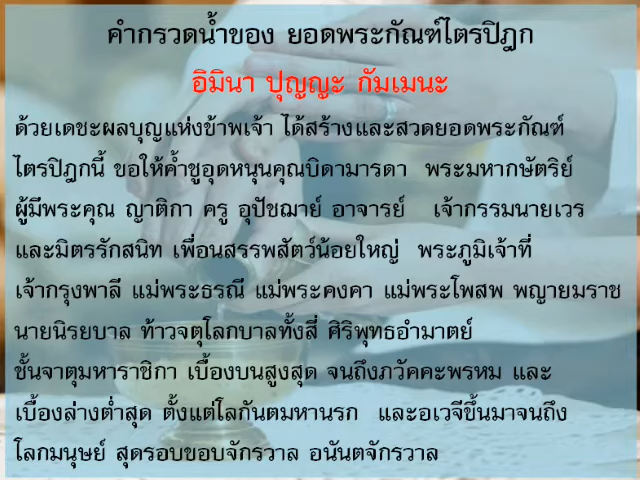 คำกรวดน้ำของ ยอดพระกัณฑ์ไตรปิฎก
อิมินา ปุญญะ กัมเมนะ
ด้วยเดชะผลบุญแห่งข้าพเจ้า ได้สร้างและสวดยอดพระกัณฑ์
ไตรปิฎกนี้ ขอให้ค้ำชูอุดหนุนคุณบิดามารดา พระมหากษัตริย์
ผู้มีพระคุณ ญาติกา ครู อุปัชฌาย์ อาจารย์ เจ้ากรรมนายเวร
และมิตรรักสนิท เพื่อนสรรพสัตว์น้อยใหญ่ พระภูมิเจ้าที่
เจ้ากรุงพาลี แม่พระธรณี แม่พระคงคา แม่พระโพสพ พญายมราช
นายนิรยบาล ท้าวจตุโลกบาลทั้งสี่ ศิริพุทธอำมาตย์
ชั้นจาตุมหาราชิกา เบื้องบนสูงสุด จนถึงภวัคคะพรหม และ
เบื้องล่างต่ำสุด ตั้งแต่โลกันตมหานรก และอเวจีขึ้นมาจนถึง
โลกมนุษย์ สุดรอบขอบจักรวาล อนันตจักรวาล